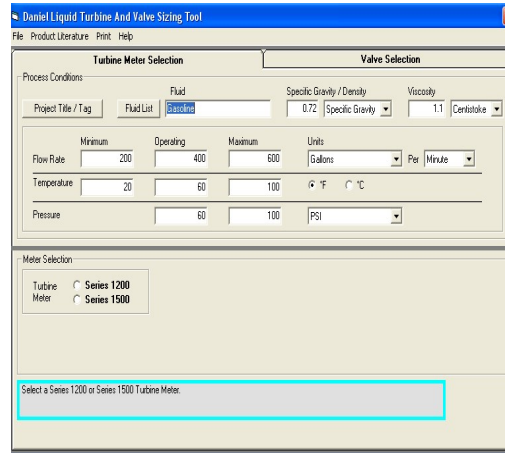 Daniel Liquid Turbine And Valve Sizing Tool
File Product Literature Print Help
Turbine Meter Selection Valve Selection
Process Conditions
Fluid Specific Gravity / Density Viscosity
Project Title / Tag Fluid List Gasoline 0.72 Specific Gravity 1.1 Centistoke
Minimum Operating Maximum Units
Flow Rate 200 400 600 Gallons Per Minute
Temperature 20 60 100 °F °C
Pressure 60 100 PSI
Meter Selection
Turbine Series 1200
Meter Series 1500
Select a Series 1200 or Series 1500 Turbine Meter.